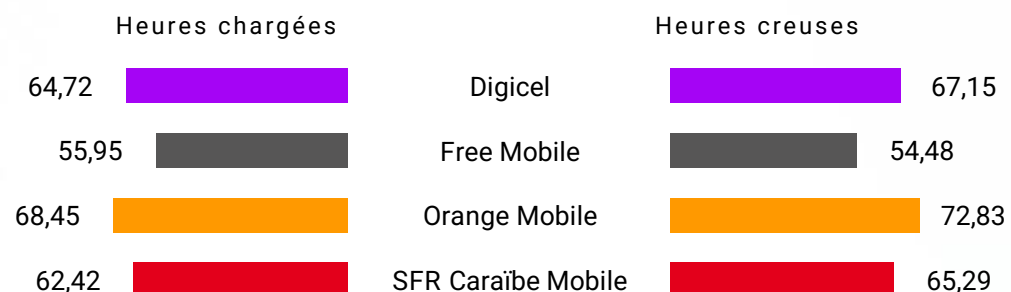 Heures chargées Heures creuses
64,72 Digicel 67,15
55,95 Free Mobile 54,48
68,45 Orange Mobile 72,83
62,42 SFR Caraïbe Mobile 65,29